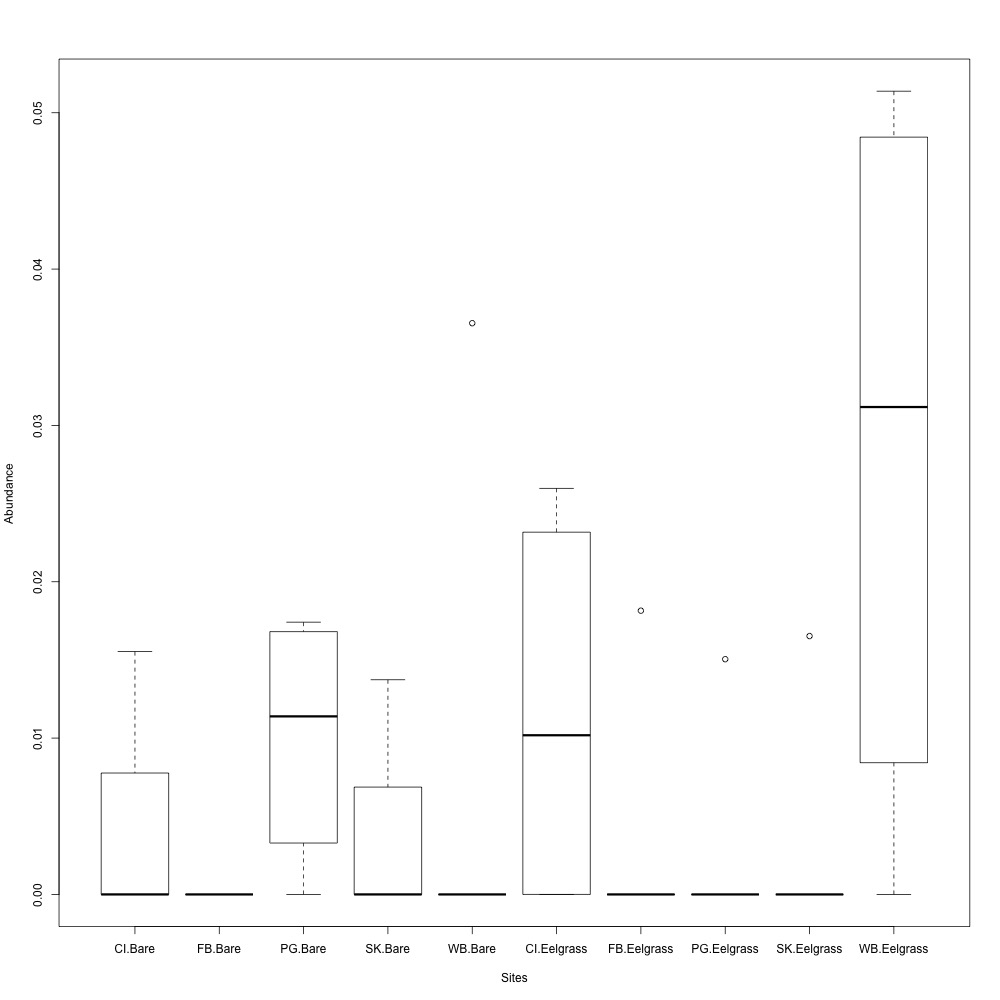 Abundance
0.05
0.04
0.03
0.02
0.01
0.00
CI.Bare FB.Bare PG.Bare SK.Bare WB.Bare CI.Eelgrass FB.Eelgrass PG.Eelgrass SK.Eelgrass WB.Eelgrass
Sites